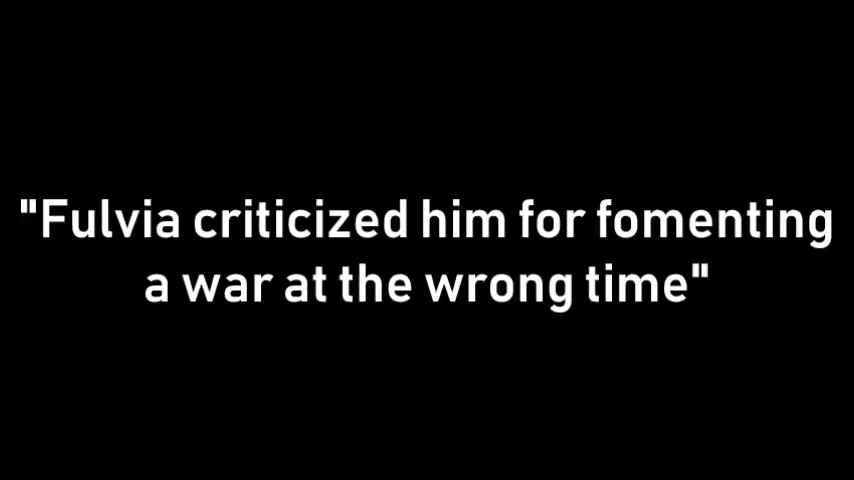 "Fulvia criticized him for fomenting
a war at the wrong time"